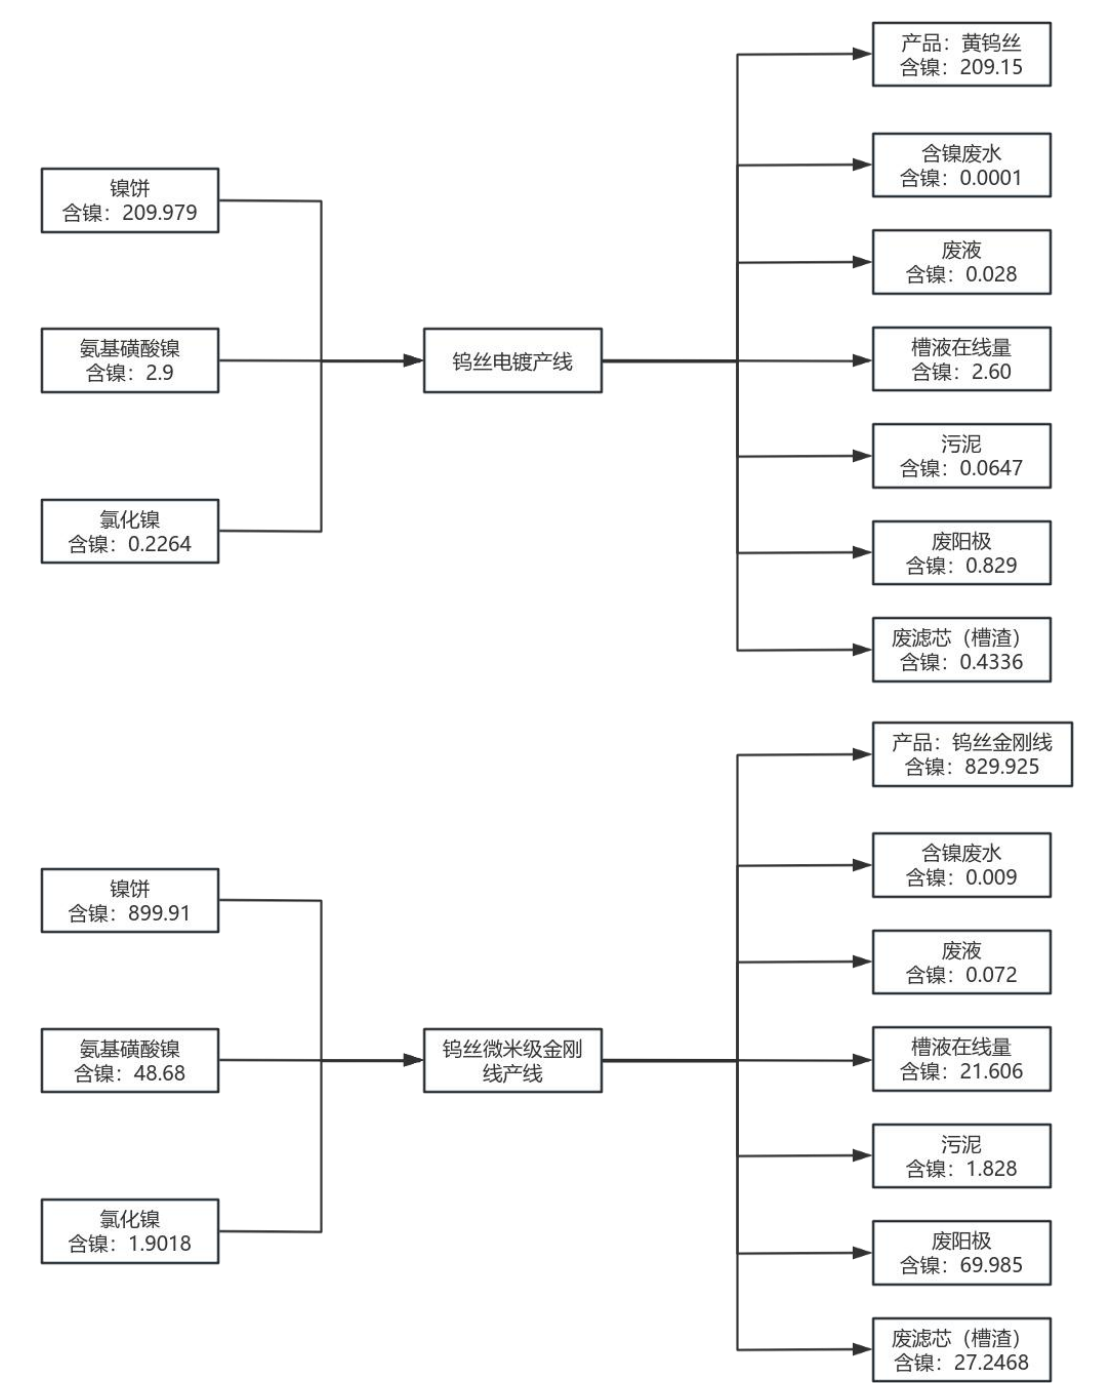 镍饼
含镍：209.979
氨基磺酸镍
含镍：2.9
氯化镍
含镍：0.2264
钨丝电镀产线
产品：黄钨丝
含镍：209.15
含镍废水
含镍：0.0001
废液
含镍：0.028
槽液在线量
含镍：2.60
污泥
含镍：0.0647
废阳极
含镍：0.829
废滤芯（槽渣）
含镍：0.4336
镍饼
含镍：899.91
氨基磺酸镍
含镍：48.68
氯化镍
含镍：1.9018
钨丝微米级金刚
线产线
产品：钨丝金刚线
含镍：829.925
含镍废水
含镍：0.009
废液
含镍：0.072
槽液在线量
含镍：21.606
污泥
含镍：1.828
废阳极
含镍：69.985
废滤芯（槽渣）
含镍：27.2468